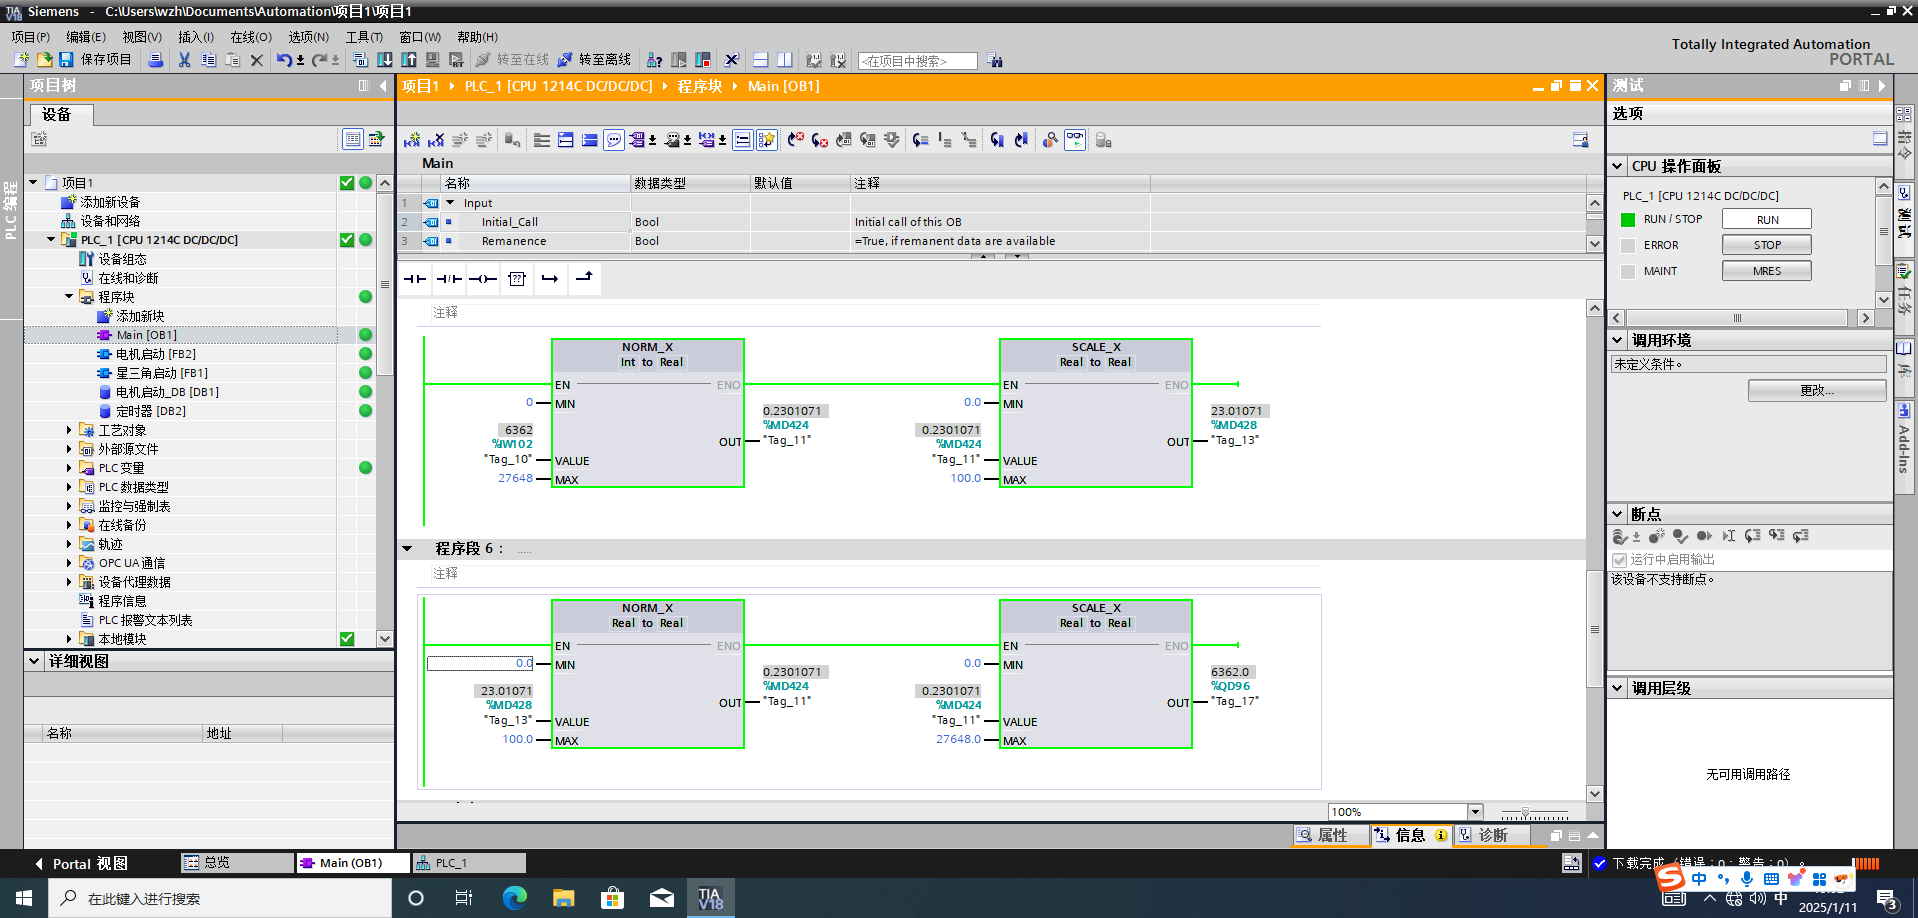 Siemens - C:\Users\wzh\Documents\Automation\项目1\项目1
项目(P) 编辑(E) 视图(V) 插入(I) 在线(O) 选项(N) 工具(T) 窗口(W) 帮助(H)
保存项目 转至在线 转至离线 <在项目中搜索>
Totally Integrated Automation
PORTAL
项目树
设备
PLC 编程
项目1
添加新设备
设备和网络
PLC_1 [CPU 1214C DC/DC/DC]
设备组态
在线和诊断
程序块
添加新块
Main [OB1]
电机启动 [FB2]
星三角启动 [FB1]
电机启动_DB [DB1]
定时器 [DB2]
工艺对象
外部源文件
PLC 变量
PLC 数据类型
监控与强制表
在线备份
轨迹
OPC UA 通信
设备代理数据
程序信息
PLC 报警文本列表
本地模块
详细视图
名称 地址
项目1 PLC_1 [CPU 1214C DC/DC/DC] 程序块 Main [OB1]
Main
名称 数据类型 默认值 注释
1 Input
2 Initial_Call Bool Initial call of this OB
3 Remanence Bool =True, if remanent data are available
注释
NORM_X
Int to Real
EN ENO
0 MIN
6362
%IW102
"Tag_10" VALUE
27648 MAX
0.2301071
%MD424
OUT "Tag_11"
SCALE_X
Real to Real
EN ENO
0.0 MIN
0.2301071
%MD424
"Tag_11" VALUE
100.0 MAX
23.01071
%MD428
OUT "Tag_13"
程序段 6： .....
注释
NORM_X
Real to Real
EN ENO
0.0 MIN
23.01071
%MD428
"Tag_13" VALUE
100.0 MAX
0.2301071
%MD424
OUT "Tag_11"
SCALE_X
Real to Real
EN ENO
0.0 MIN
0.2301071
%MD424
"Tag_11" VALUE
27648.0 MAX
6362.0
%QD96
OUT "Tag_17"
100%
属性 信息 诊断
测试
选项
CPU 操作面板
PLC_1 [CPU 1214C DC/DC/DC]
RUN / STOP RUN
ERROR STOP
MAINT MRES
调用环境
未定义条件。
更改...
断点
运行中启用输出
该设备不支持断点。
调用层级
无可用调用路径
测试
任务
库
Add-Ins
Portal 视图 总览 Main (OB1) PLC_1
下载完成（错误：0；警告：0）。
在此键入进行搜索
TIA V18
中
中
2025/1/11
3